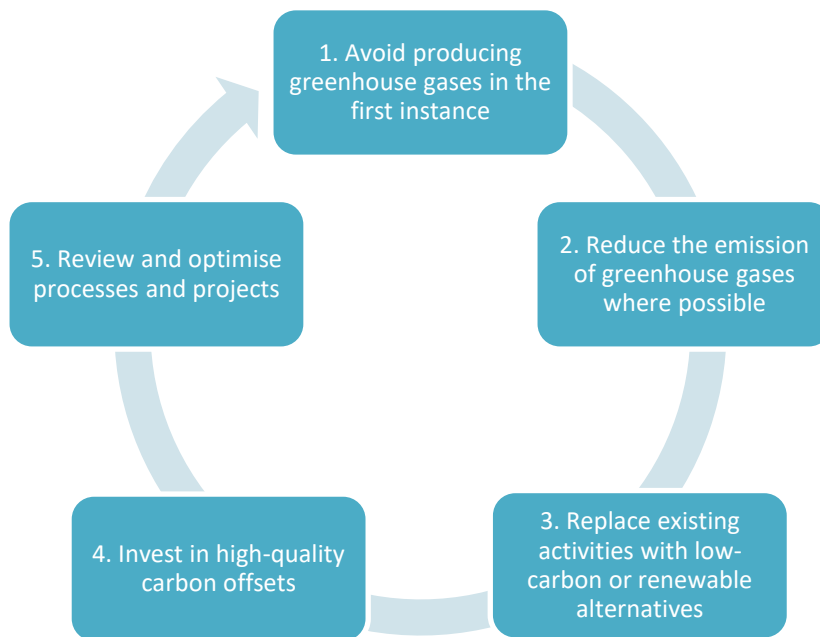 1. Avoid producing
greenhouse gases in the
first instance
2. Reduce the emission
of greenhouse gases
where possible
3. Replace existing
activities with low-
carbon or renewable
alternatives
4. Invest in high-quality
carbon offsets
5. Review and optimise
processes and projects